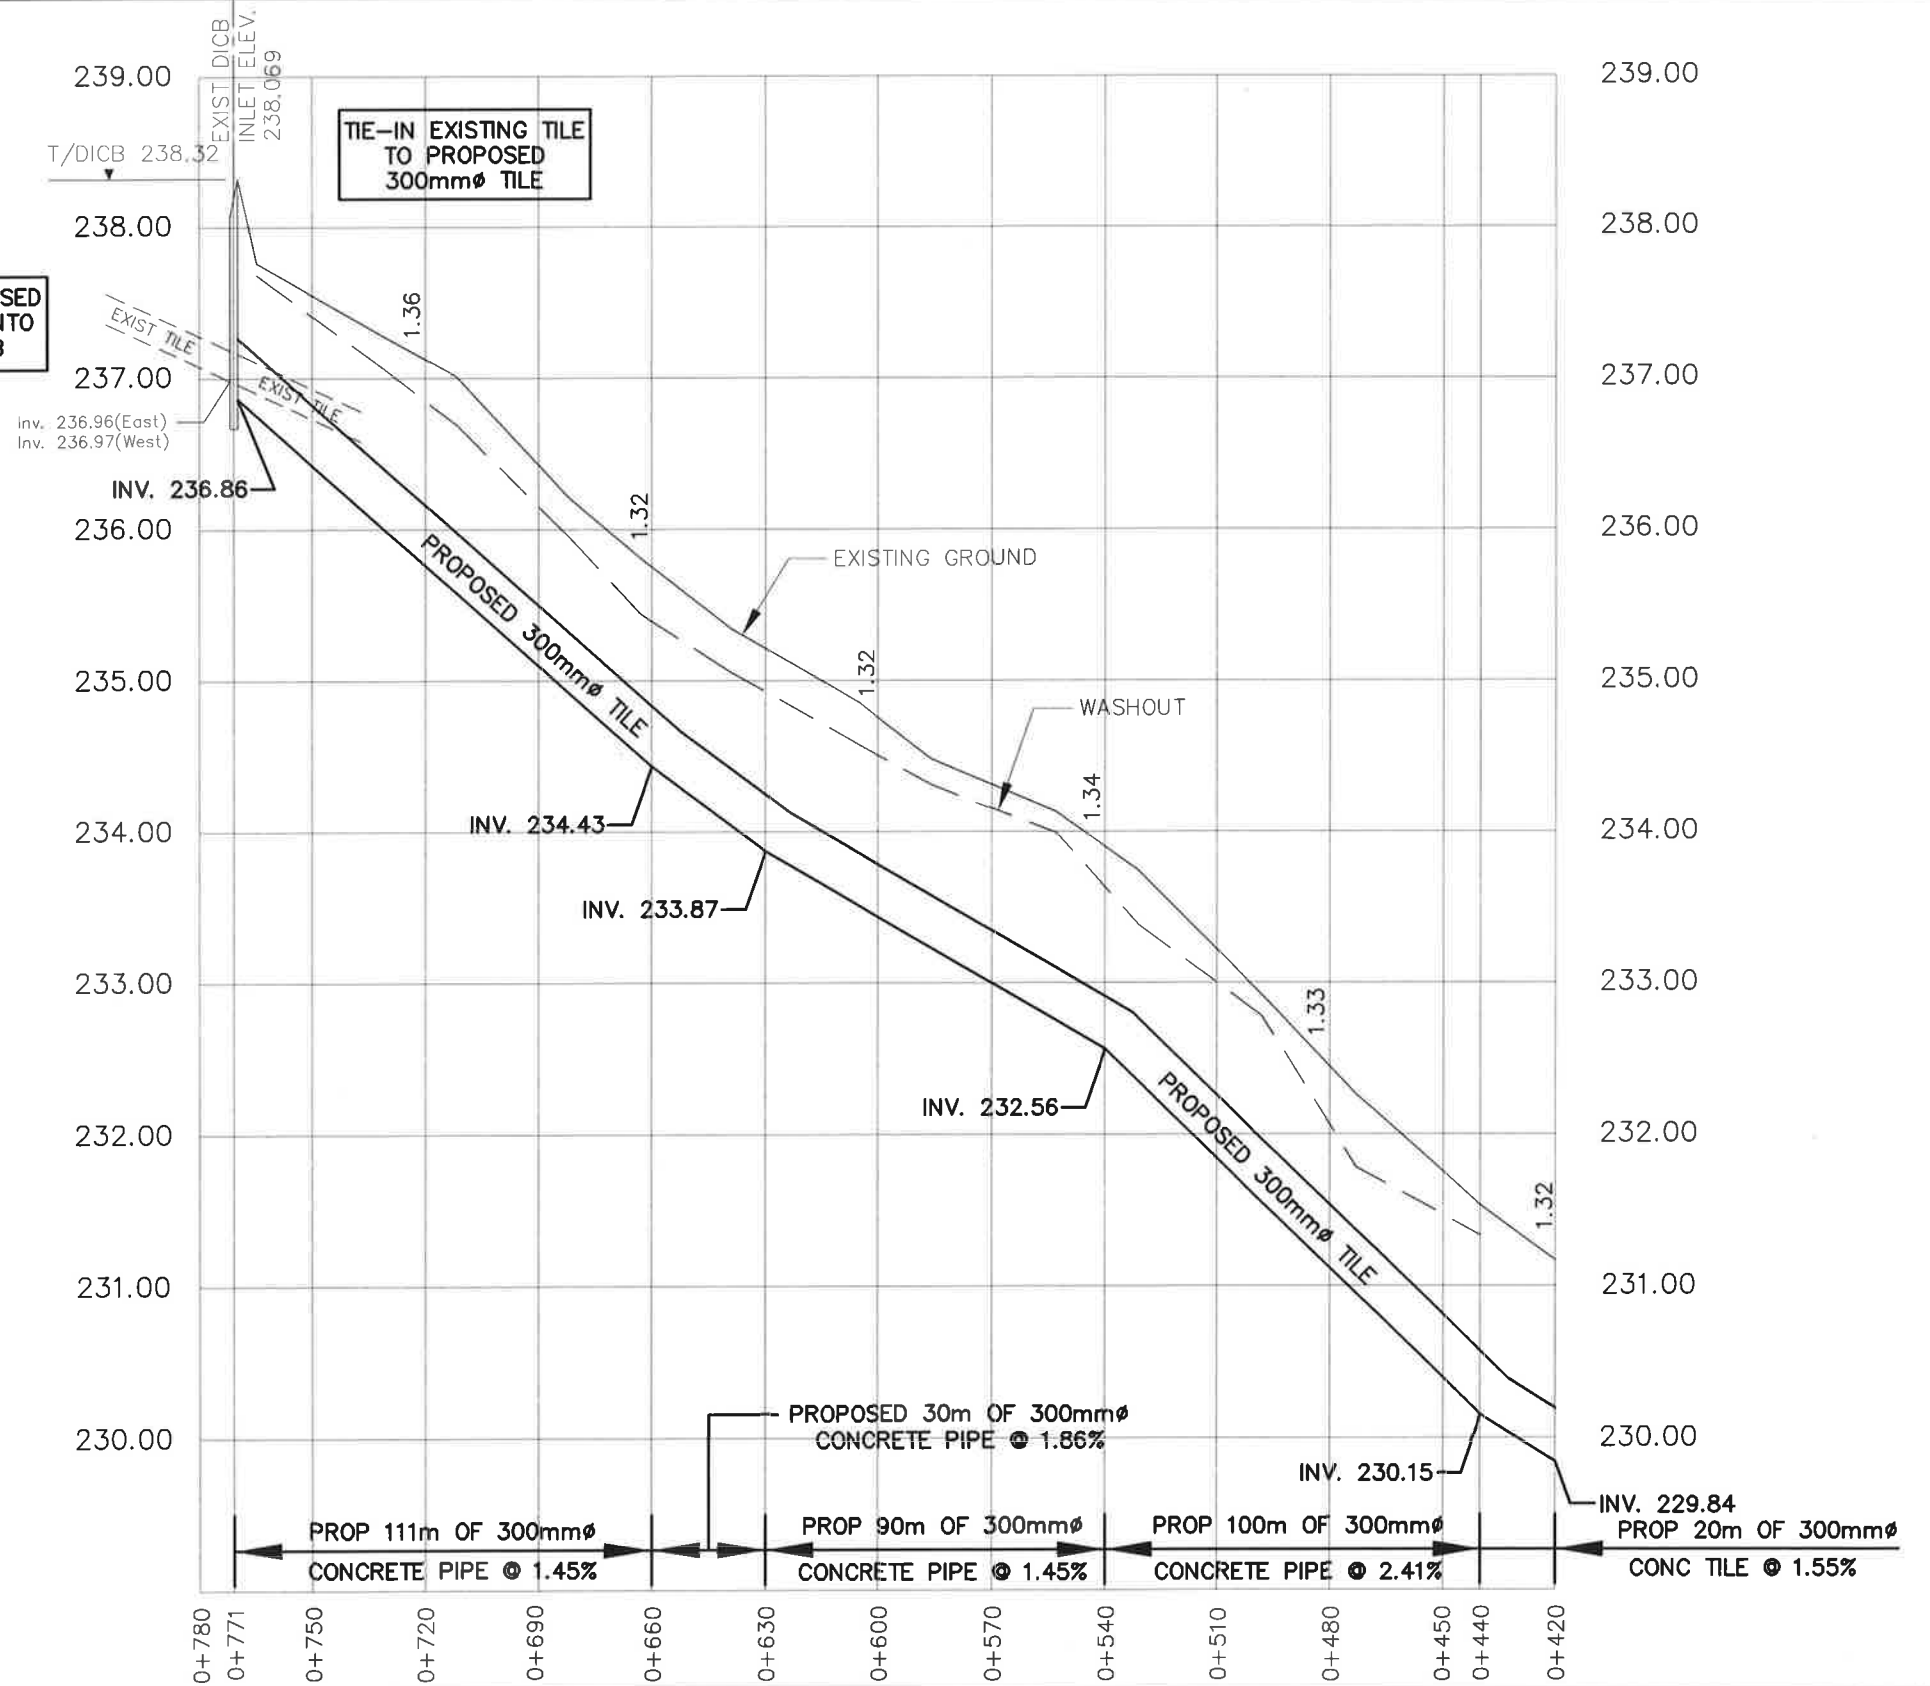 EXIST DICB
INLET ELEV.
238.069
239.00
239.00
TIE-IN EXISTING TILE
TO PROPOSED
300mmø TILE
T/DICB 238.32
238.00
238.00
SED
NTO
B
EXIST TILE
EXIST TILE
1.36
237.00
237.00
Inv. 236.96(East)
Inv. 236.97(West)
INV. 236.86
236.00
236.00
1.32
EXISTING GROUND
PROPOSED 300mmø TILE
235.00
235.00
1.32
WASHOUT
1.34
INV. 234.43
234.00
234.00
INV. 233.87
233.00
233.00
1.33
INV. 232.56
PROPOSED 300mmø TILE
232.00
232.00
1.32
231.00
231.00
PROPOSED 30m OF 300mmø
CONCRETE PIPE @ 1.86%
230.00
230.00
INV. 230.15
INV. 229.84
PROP 111m OF 300mmø
CONCRETE PIPE @ 1.45%
PROP 90m OF 300mmø
CONCRETE PIPE @ 1.45%
PROP 100m OF 300mmø
CONCRETE PIPE @ 2.41%
PROP 20m OF 300mmø
CONC TILE @ 1.55%
0+780
0+771
0+750
0+720
0+690
0+660
0+630
0+600
0+570
0+540
0+510
0+480
0+450
0+440
0+420